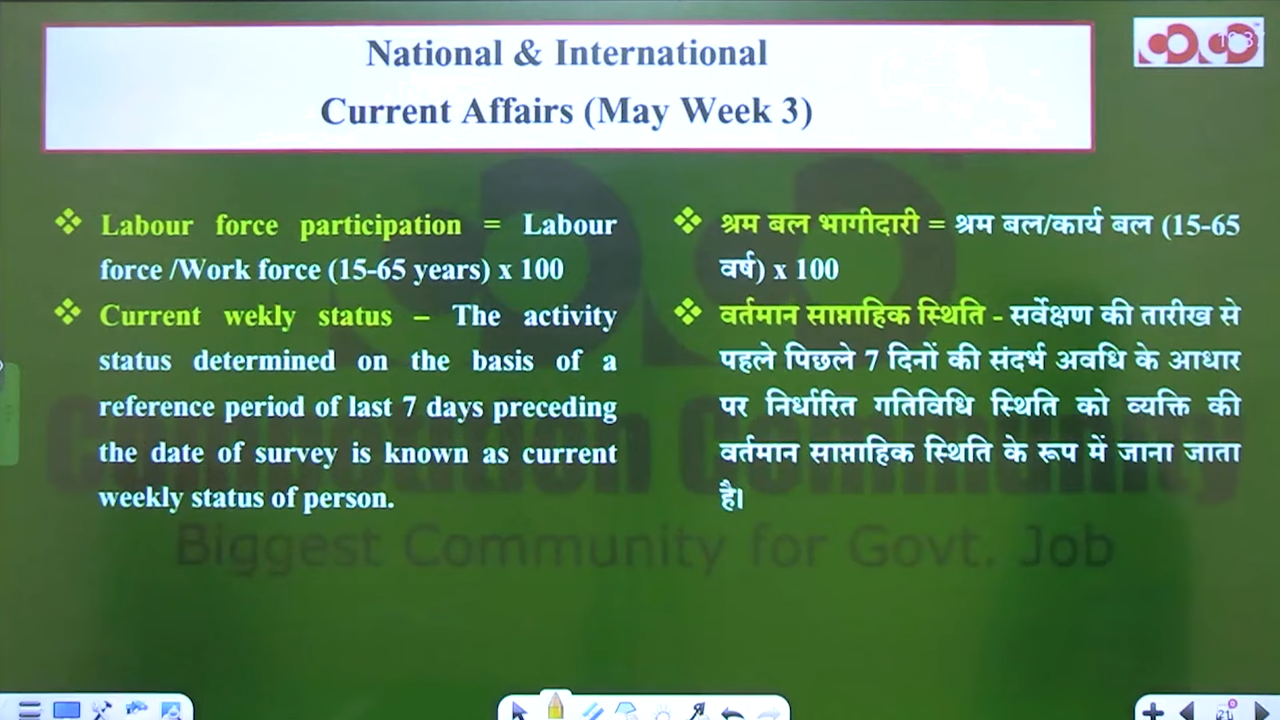 National & International
Current Affairs (May Week 3)
❖ Labour force participation = Labour
force /Work force (15-65 years) x 100
❖ Current wekly status – The activity
status determined on the basis of a
reference period of last 7 days preceding
the date of survey is known as current
weekly status of person.
❖ श्रम बल भागीदारी = श्रम बल/कार्य बल (15-65
वर्ष) x 100
❖ वर्तमान साप्ताहिक स्थिति - सर्वेक्षण की तारीख से
पहले पिछले 7 दिनों की संदर्भ अवधि के आधार
पर निर्धारित गतिविधि स्थिति को व्यक्ति की
वर्तमान साप्ताहिक स्थिति के रूप में जाना जाता
है।
Community
Biggest Community for Govt. Job
21